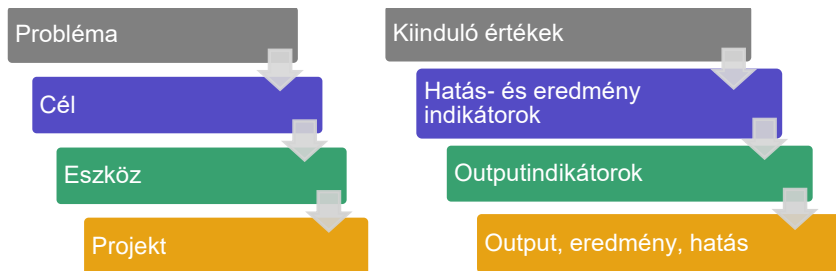 Probléma
Cél
Eszköz
Projekt
Kiinduló értékek
Hatás- és eredmény
indikátorok
Outputindikátorok
Output, eredmény, hatás